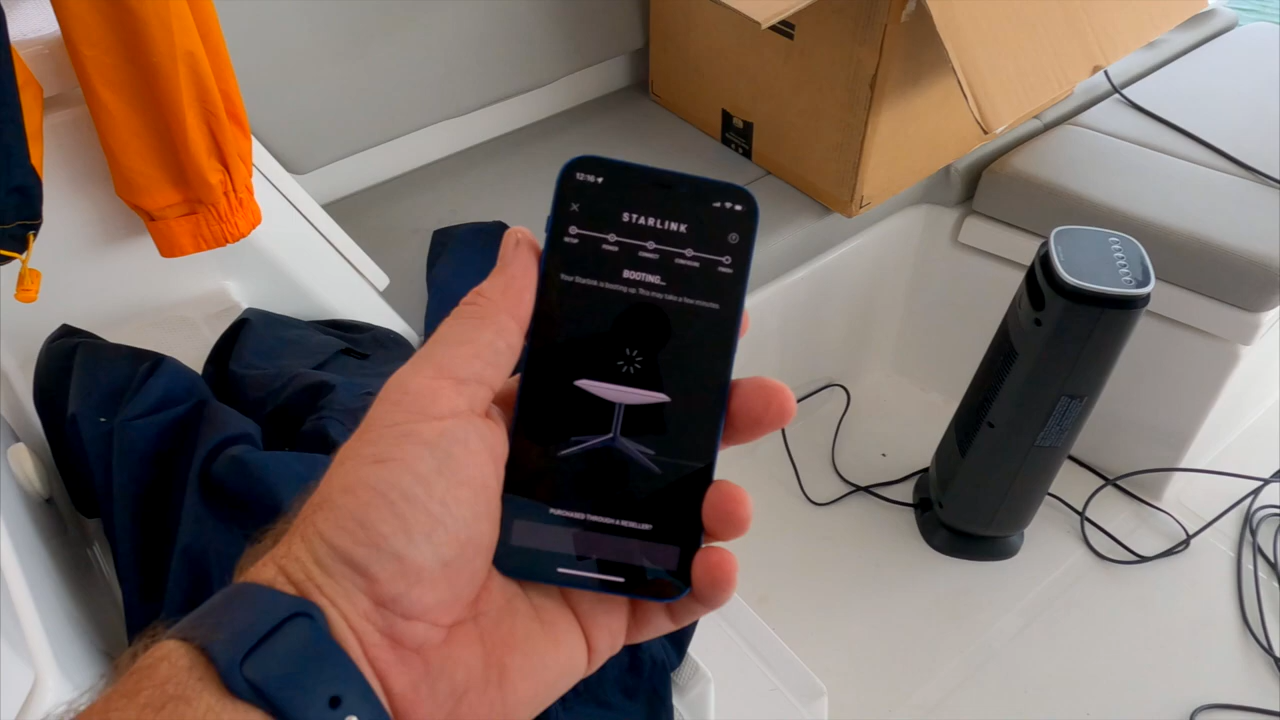 12:16
STARLINK
SETUP
POWER
CONNECT
CONFIGURE
FINISH
BOOTING...
Your Starlink is booting up. This may take a few minutes.
PURCHASED THROUGH A RESELLER?